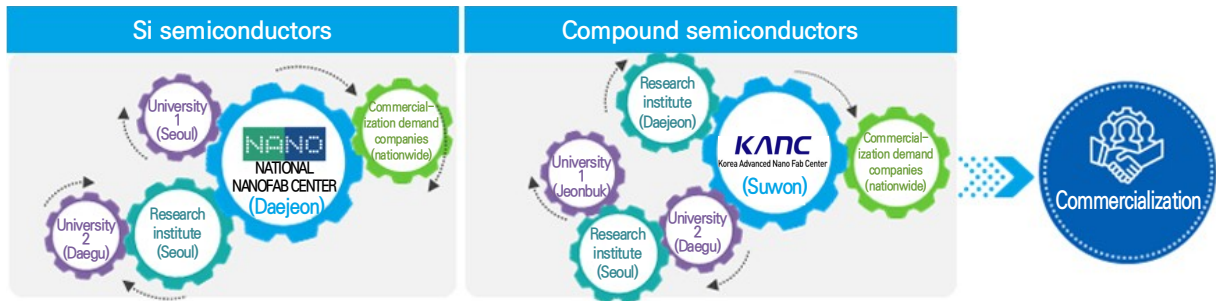 Si semiconductors
University
1
(Seoul)
NANO
NATIONAL
NANOFAB CENTER
(Daejeon)
Commercial-
ization demand
companies
(nationwide)
University
2
(Daegu)
Research
institute
(Seoul)
Compound semiconductors
Research
institute
(Daejeon)
KANC
Korea Advanced Nano Fab Center
(Suwon)
Commercial-
ization demand
companies
(nationwide)
University
1
(Jeonbuk)
Research
institute
(Seoul)
University
2
(Daegu)
Commercialization